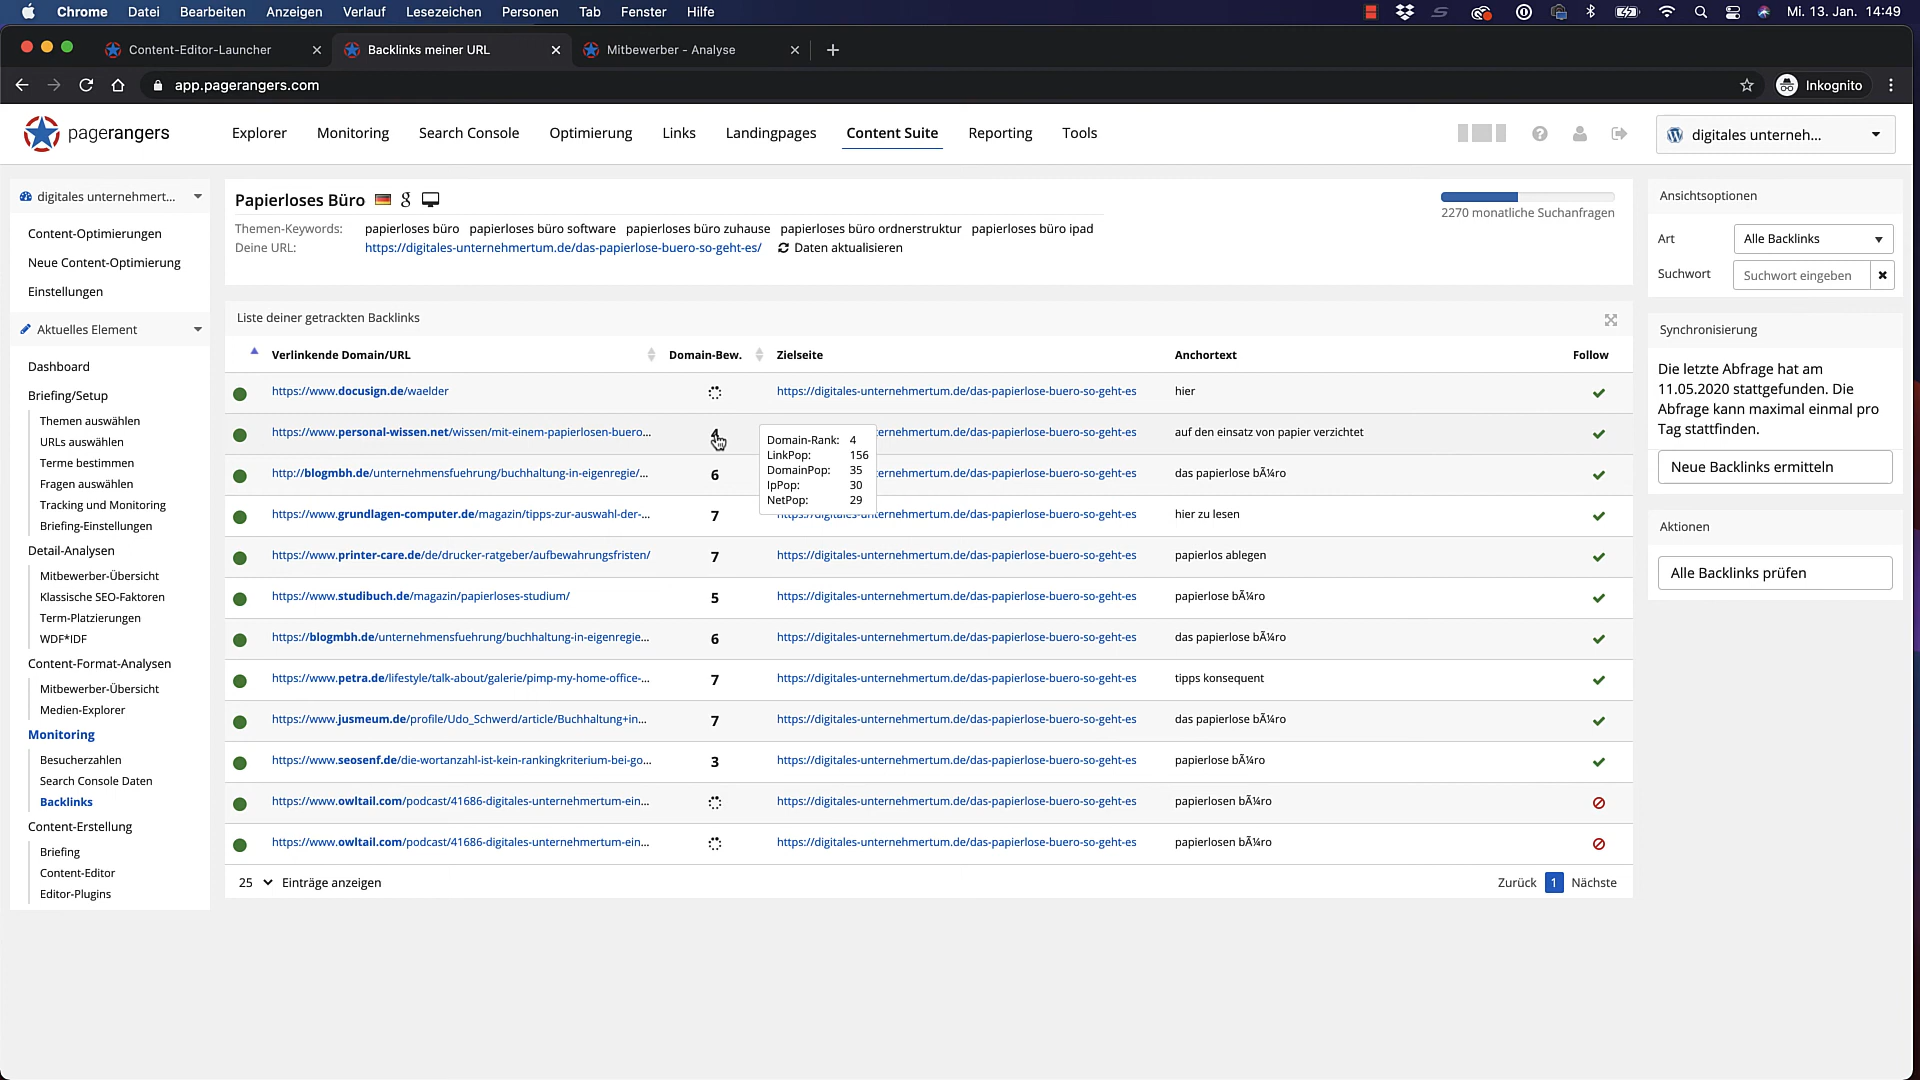 Chrome Datei Bearbeiten Anzeigen Verlauf Lesezeichen Personen Tab Fenster Hilfe Mi. 13. Jan. 14:49
Content-Editor-Launcher Backlinks meiner URL Mitbewerber - Analyse
app.pagerangers.com Inkognito
pagerangers Explorer Monitoring Search Console Optimierung Links Landingpages Content Suite Reporting Tools digitales unterneh...
digitales unternehmert...
Content-Optimierungen
Neue Content-Optimierung
Einstellungen
Aktuelles Element
Dashboard
Briefing/Setup
Themen auswählen
URLs auswählen
Terme bestimmen
Fragen auswählen
Tracking und Monitoring
Briefing-Einstellungen
Detail-Analysen
Mitbewerber-Übersicht
Klassische SEO-Faktoren
Term-Platzierungen
WDF*IDF
Content-Format-Analysen
Mitbewerber-Übersicht
Medien-Explorer
Monitoring
Besucherzahlen
Search Console Daten
Backlinks
Content-Erstellung
Briefing
Content-Editor
Editor-Plugins
Papierloses Büro
2270 monatliche Suchanfragen
Themen-Keywords: papierloses büro papierloses büro software papierloses büro zuhause papierloses büro ordnerstruktur papierloses büro ipad
Deine URL: https://digitales-unternehmertum.de/das-papierlose-buero-so-geht-es/ Daten aktualisieren
Liste deiner getrackten Backlinks
Verlinkende Domain/URL Domain-Bew. Zielseite Anchortext Follow
https://www.docusign.de/waelder https://digitales-unternehmertum.de/das-papierlose-buero-so-geht-es hier
https://www.personal-wissen.net/wissen/mit-einem-papierlosen-buero... 4 unternehmertum.de/das-papierlose-buero-so-geht-es auf den einsatz von papier verzichtet
http://blogmbh.de/unternehmensfuehrung/buchhaltung-in-eigenregie/... 6 unternehmertum.de/das-papierlose-buero-so-geht-es das papierlose bÃ¼ro
https://www.grundlagen-computer.de/magazin/tipps-zur-auswahl-der-... 7 https://digitales-unternehmertum.de/das-papierlose-buero-so-geht-es hier zu lesen
https://www.printer-care.de/de/drucker-ratgeber/aufbewahrungsfristen/ 7 https://digitales-unternehmertum.de/das-papierlose-buero-so-geht-es papierlos ablegen
https://www.studibuch.de/magazin/papierloses-studium/ 5 https://digitales-unternehmertum.de/das-papierlose-buero-so-geht-es papierlose bÃ¼ro
https://blogmbh.de/unternehmensfuehrung/buchhaltung-in-eigenregie... 6 https://digitales-unternehmertum.de/das-papierlose-buero-so-geht-es das papierlose bÃ¼ro
https://www.petra.de/lifestyle/talk-about/galerie/pimp-my-home-office-... 7 https://digitales-unternehmertum.de/das-papierlose-buero-so-geht-es tipps konsequent
https://www.jusmeum.de/profile/Udo_Schwerd/article/Buchhaltung+in... 7 https://digitales-unternehmertum.de/das-papierlose-buero-so-geht-es das papierlose bÃ¼ro
https://www.seosenf.de/die-wortanzahl-ist-kein-rankingkriterium-bei-go... 3 https://digitales-unternehmertum.de/das-papierlose-buero-so-geht-es papierlose bÃ¼ro
https://www.owltail.com/podcast/41686-digitales-unternehmertum-ein... https://digitales-unternehmertum.de/das-papierlose-buero-so-geht-es papierlosen bÃ¼ro
https://www.owltail.com/podcast/41686-digitales-unternehmertum-ein... https://digitales-unternehmertum.de/das-papierlose-buero-so-geht-es papierlosen bÃ¼ro
Domain-Rank: 4
LinkPop: 156
DomainPop: 35
IpPop: 30
NetPop: 29
25 Einträge anzeigen Zurück 1 Nächste
Ansichtsoptionen
Art Alle Backlinks
Suchwort Suchwort eingeben
Synchronisierung
Die letzte Abfrage hat am
11.05.2020 stattgefunden. Die
Abfrage kann maximal einmal pro
Tag stattfinden.
Neue Backlinks ermitteln
Aktionen
Alle Backlinks prüfen